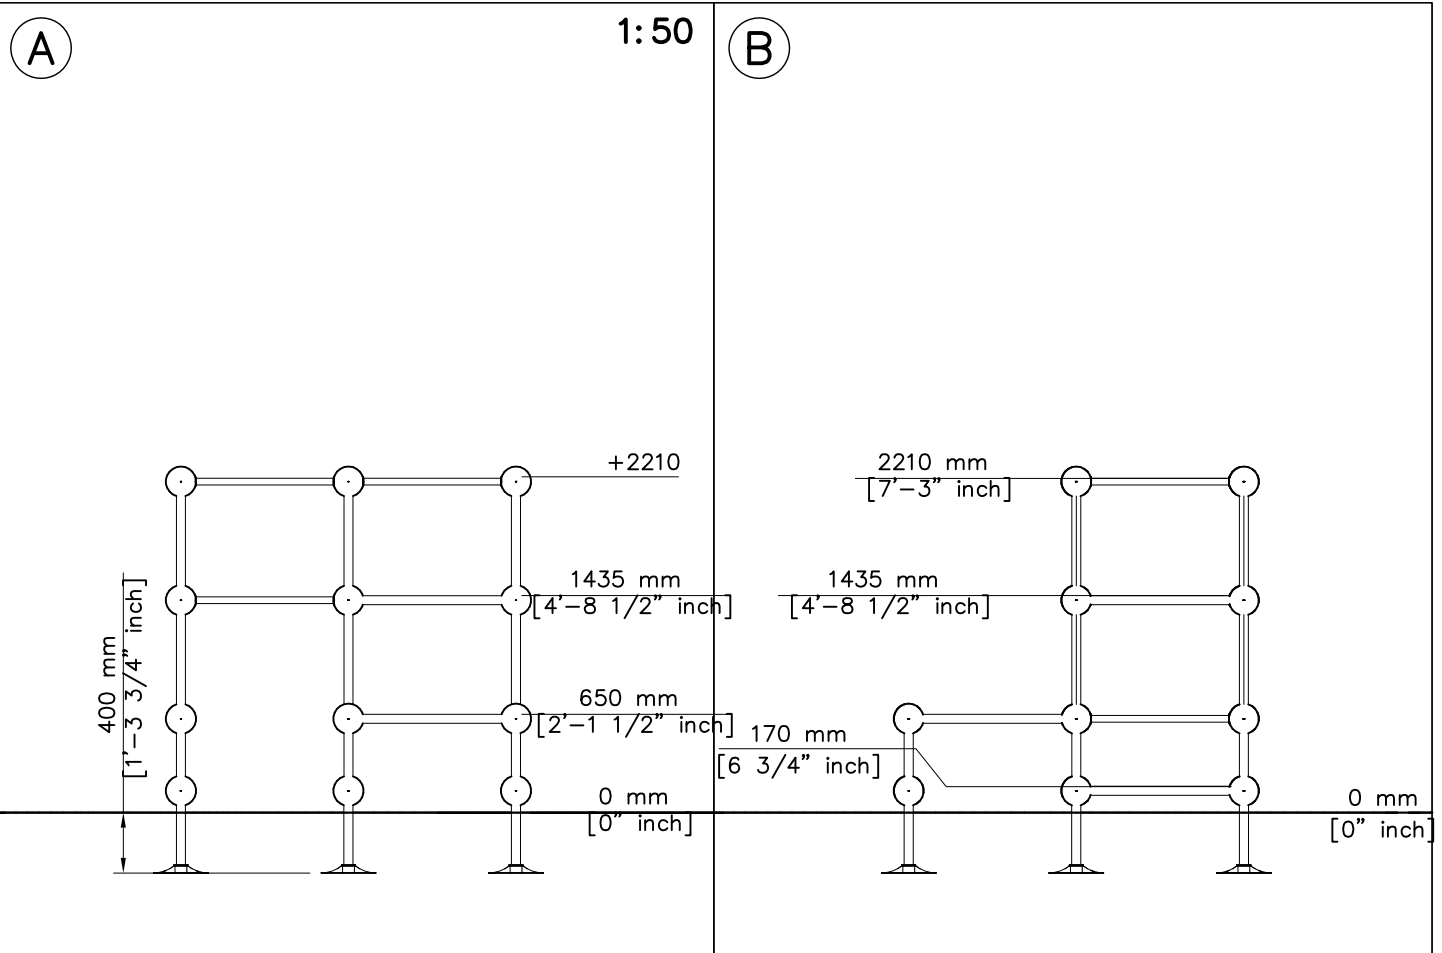 A
1:50
+2210
1435 mm
[4'-8 1/2" inch]
400 mm
[1'-3 3/4" inch]
650 mm
[2'-1 1/2" inch]
0 mm
[0" inch]
B
2210 mm
[7'-3" inch]
1435 mm
[4'-8 1/2" inch]
170 mm
[6 3/4" inch]
0 mm
[0" inch]